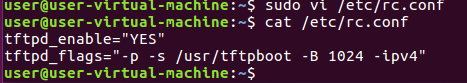 user@user-virtual-machine:~$ sudo vi /etc/rc.conf
user@user-virtual-machine:~$ cat /etc/rc.conf
tftpd_enable="YES"
tftpd_flags="-p -s /usr/tftpboot -B 1024 -ipv4"
user@user-virtual-machine:~$